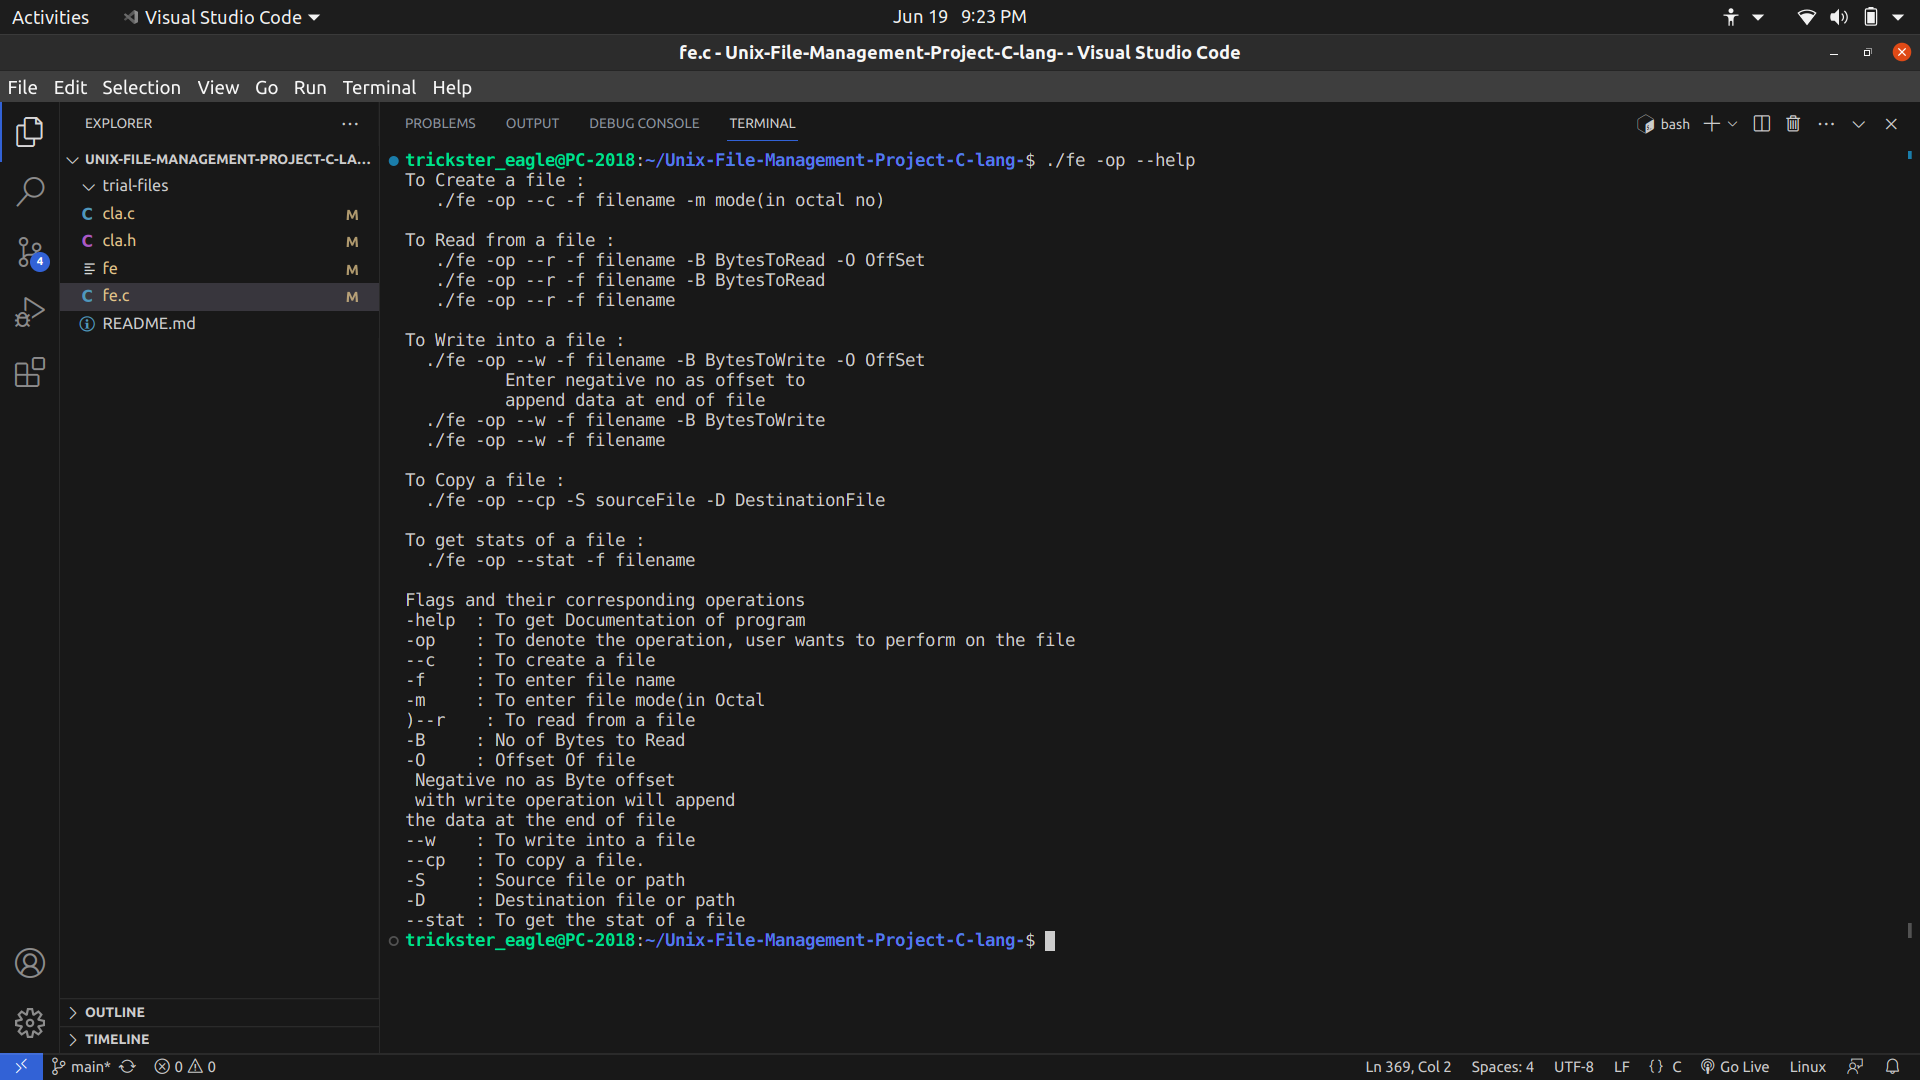 Activities
Visual Studio Code
Jun 19 9:23 PM
fe.c - Unix-File-Management-Project-C-lang- - Visual Studio Code
File Edit Selection View Go Run Terminal Help
EXPLORER
UNIX-FILE-MANAGEMENT-PROJECT-C-LA...
trial-files
C cla.c M
C cla.h M
fe M
C fe.c M
README.md
4
OUTLINE
TIMELINE
PROBLEMS OUTPUT DEBUG CONSOLE TERMINAL
bash
trickster_eagle@PC-2018:~/Unix-File-Management-Project-C-lang-$ ./fe -op --help
To Create a file :
./fe -op --c -f filename -m mode(in octal no)
To Read from a file :
./fe -op --r -f filename -B BytesToRead -O OffSet
./fe -op --r -f filename -B BytesToRead
./fe -op --r -f filename
To Write into a file :
./fe -op --w -f filename -B BytesToWrite -O OffSet
Enter negative no as offset to
append data at end of file
./fe -op --w -f filename -B BytesToWrite
./fe -op --w -f filename
To Copy a file :
./fe -op --cp -S sourceFile -D DestinationFile
To get stats of a file :
./fe -op --stat -f filename
Flags and their corresponding operations
-help  : To get Documentation of program
-op    : To denote the operation, user wants to perform on the file
--c    : To create a file
-f     : To enter file name
-m     : To enter file mode(in Octal
)--r    : To read from a file
-B     : No of Bytes to Read
-O     : Offset Of file
Negative no as Byte offset
with write operation will append
the data at the end of file
--w    : To write into a file
--cp   : To copy a file.
-S     : Source file or path
-D     : Destination file or path
--stat : To get the stat of a file
trickster_eagle@PC-2018:~/Unix-File-Management-Project-C-lang-$
main* 0 0
Ln 369, Col 2 Spaces: 4 UTF-8 LF {} C Go Live Linux